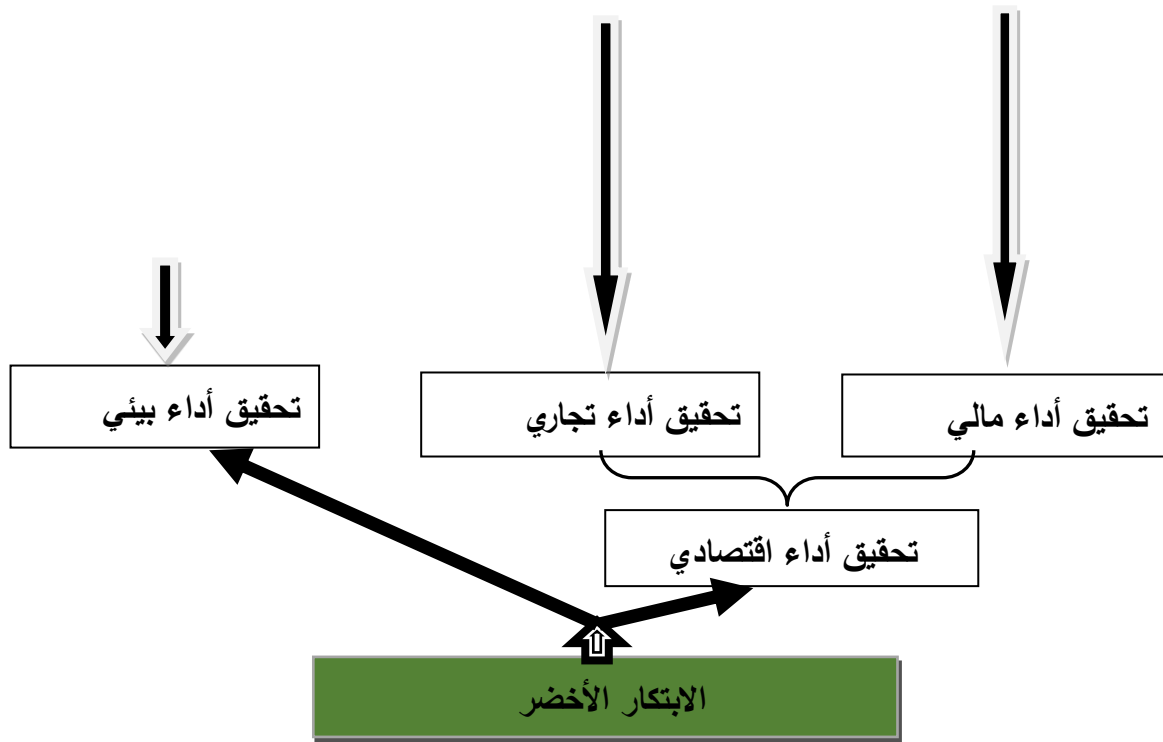 تحقيق أداء مالي
تحقيق أداء تجاري
تحقيق أداء بيئي
تحقيق أداء اقتصادي
الابتكار الأخضر